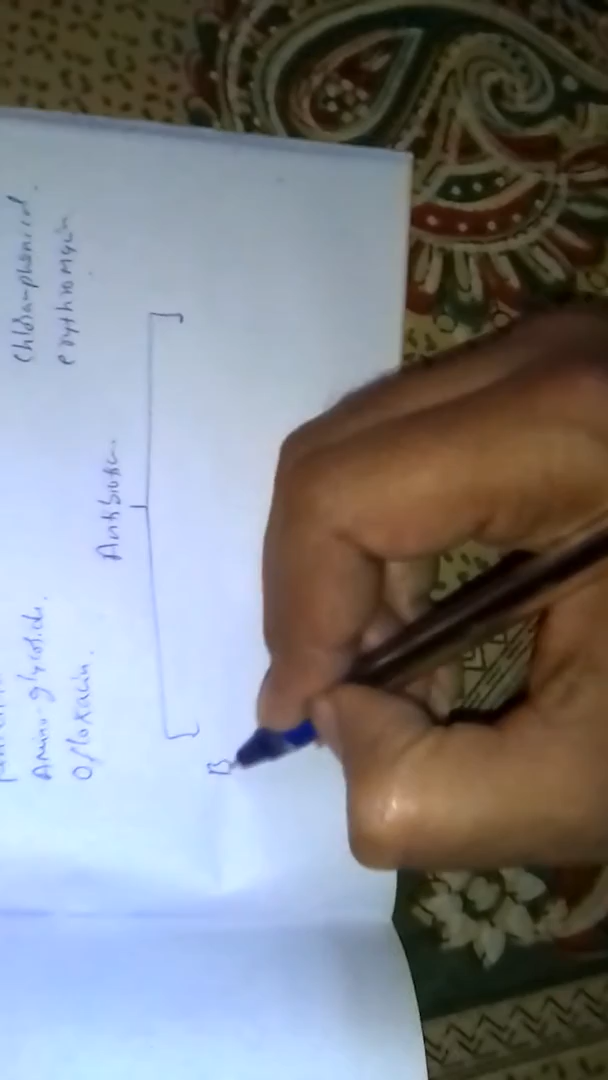 Chloramphenicol.
Amino-glycoside. erythromycin
Ofloxacin.
Antibiotic
B